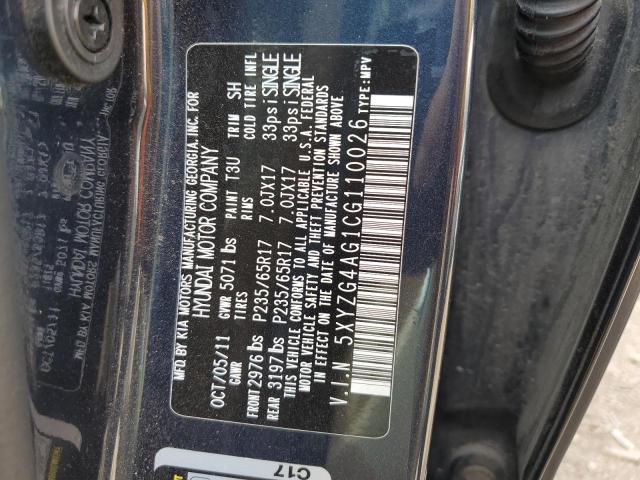 MFD. BY KIA MOTORS MANUFACTURING GEORGIA, INC. FOR
HYUNDAI MOTOR COMPANY
OCT/05/11 GVWR 5071 lbs PAINT T3U TRIM SH
GAWR TIRES RIMS COLD TIRE INFL
FRONT 2976 lbs P235/65R17 7.0JX17 33psi SINGLE
REAR 3197 lbs P235/65R17 7.0JX17 33psi SINGLE
THIS VEHICLE CONFORMS TO ALL APPLICABLE U.S.A. FEDERAL
MOTOR VEHICLE SAFETY AND THEFT PREVENTION STANDARDS
IN EFFECT ON THE DATE OF MANUFACTURE SHOWN ABOVE
V.I.N 5XYZG4AG1CG110026 TYPE:MPV
C17